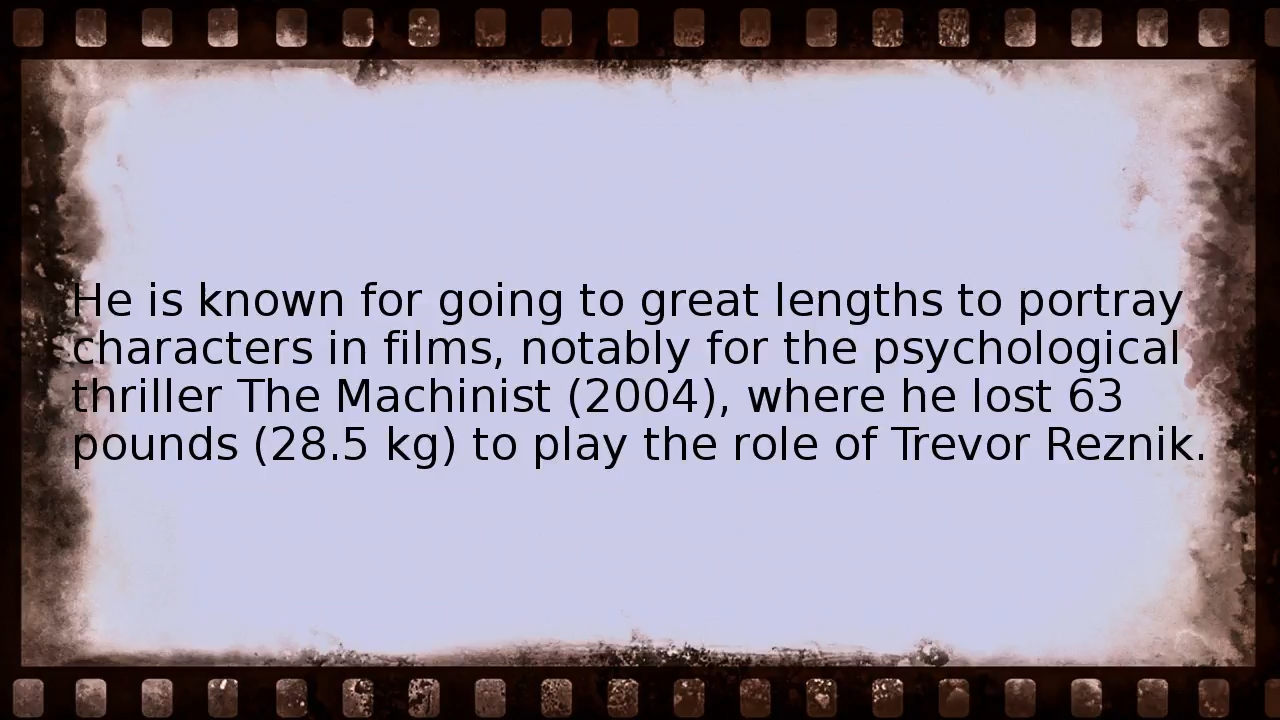 He is known for going to great lengths to portray
characters in films, notably for the psychological
thriller The Machinist (2004), where he lost 63
pounds (28.5 kg) to play the role of Trevor Reznik.